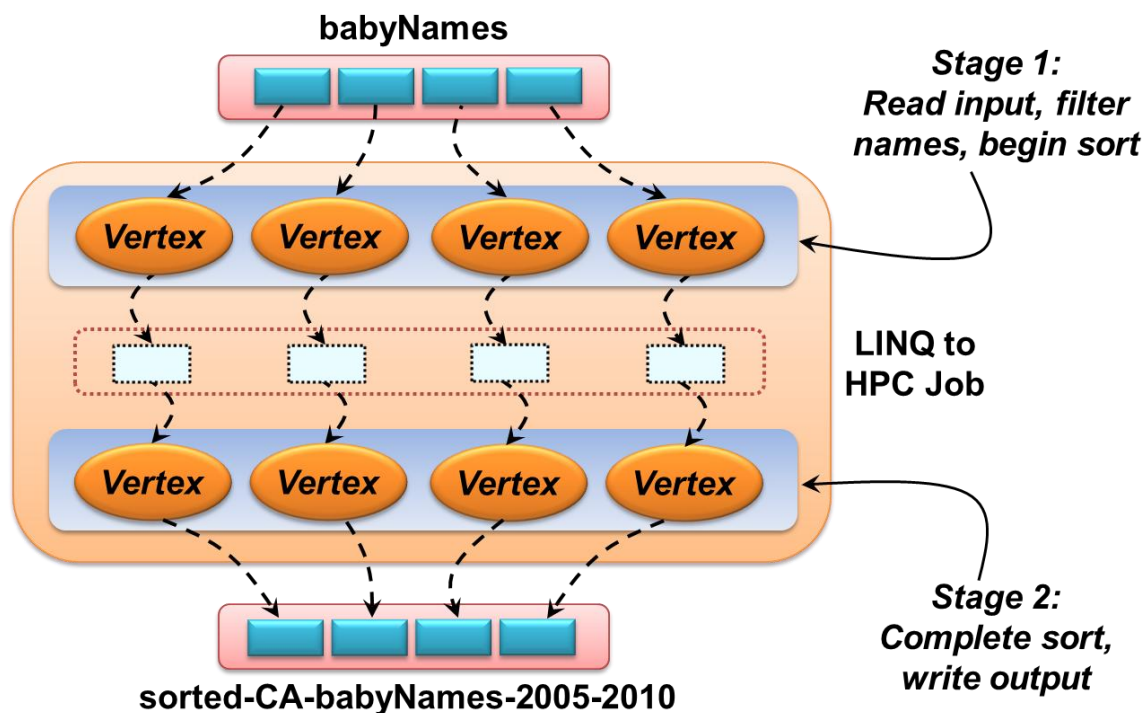 babyNames
Stage 1:
Read input, filter
names, begin sort
Vertex Vertex Vertex Vertex
LINQ to
HPC Job
Vertex Vertex Vertex Vertex
Stage 2:
Complete sort,
write output
sorted-CA-babyNames-2005-2010